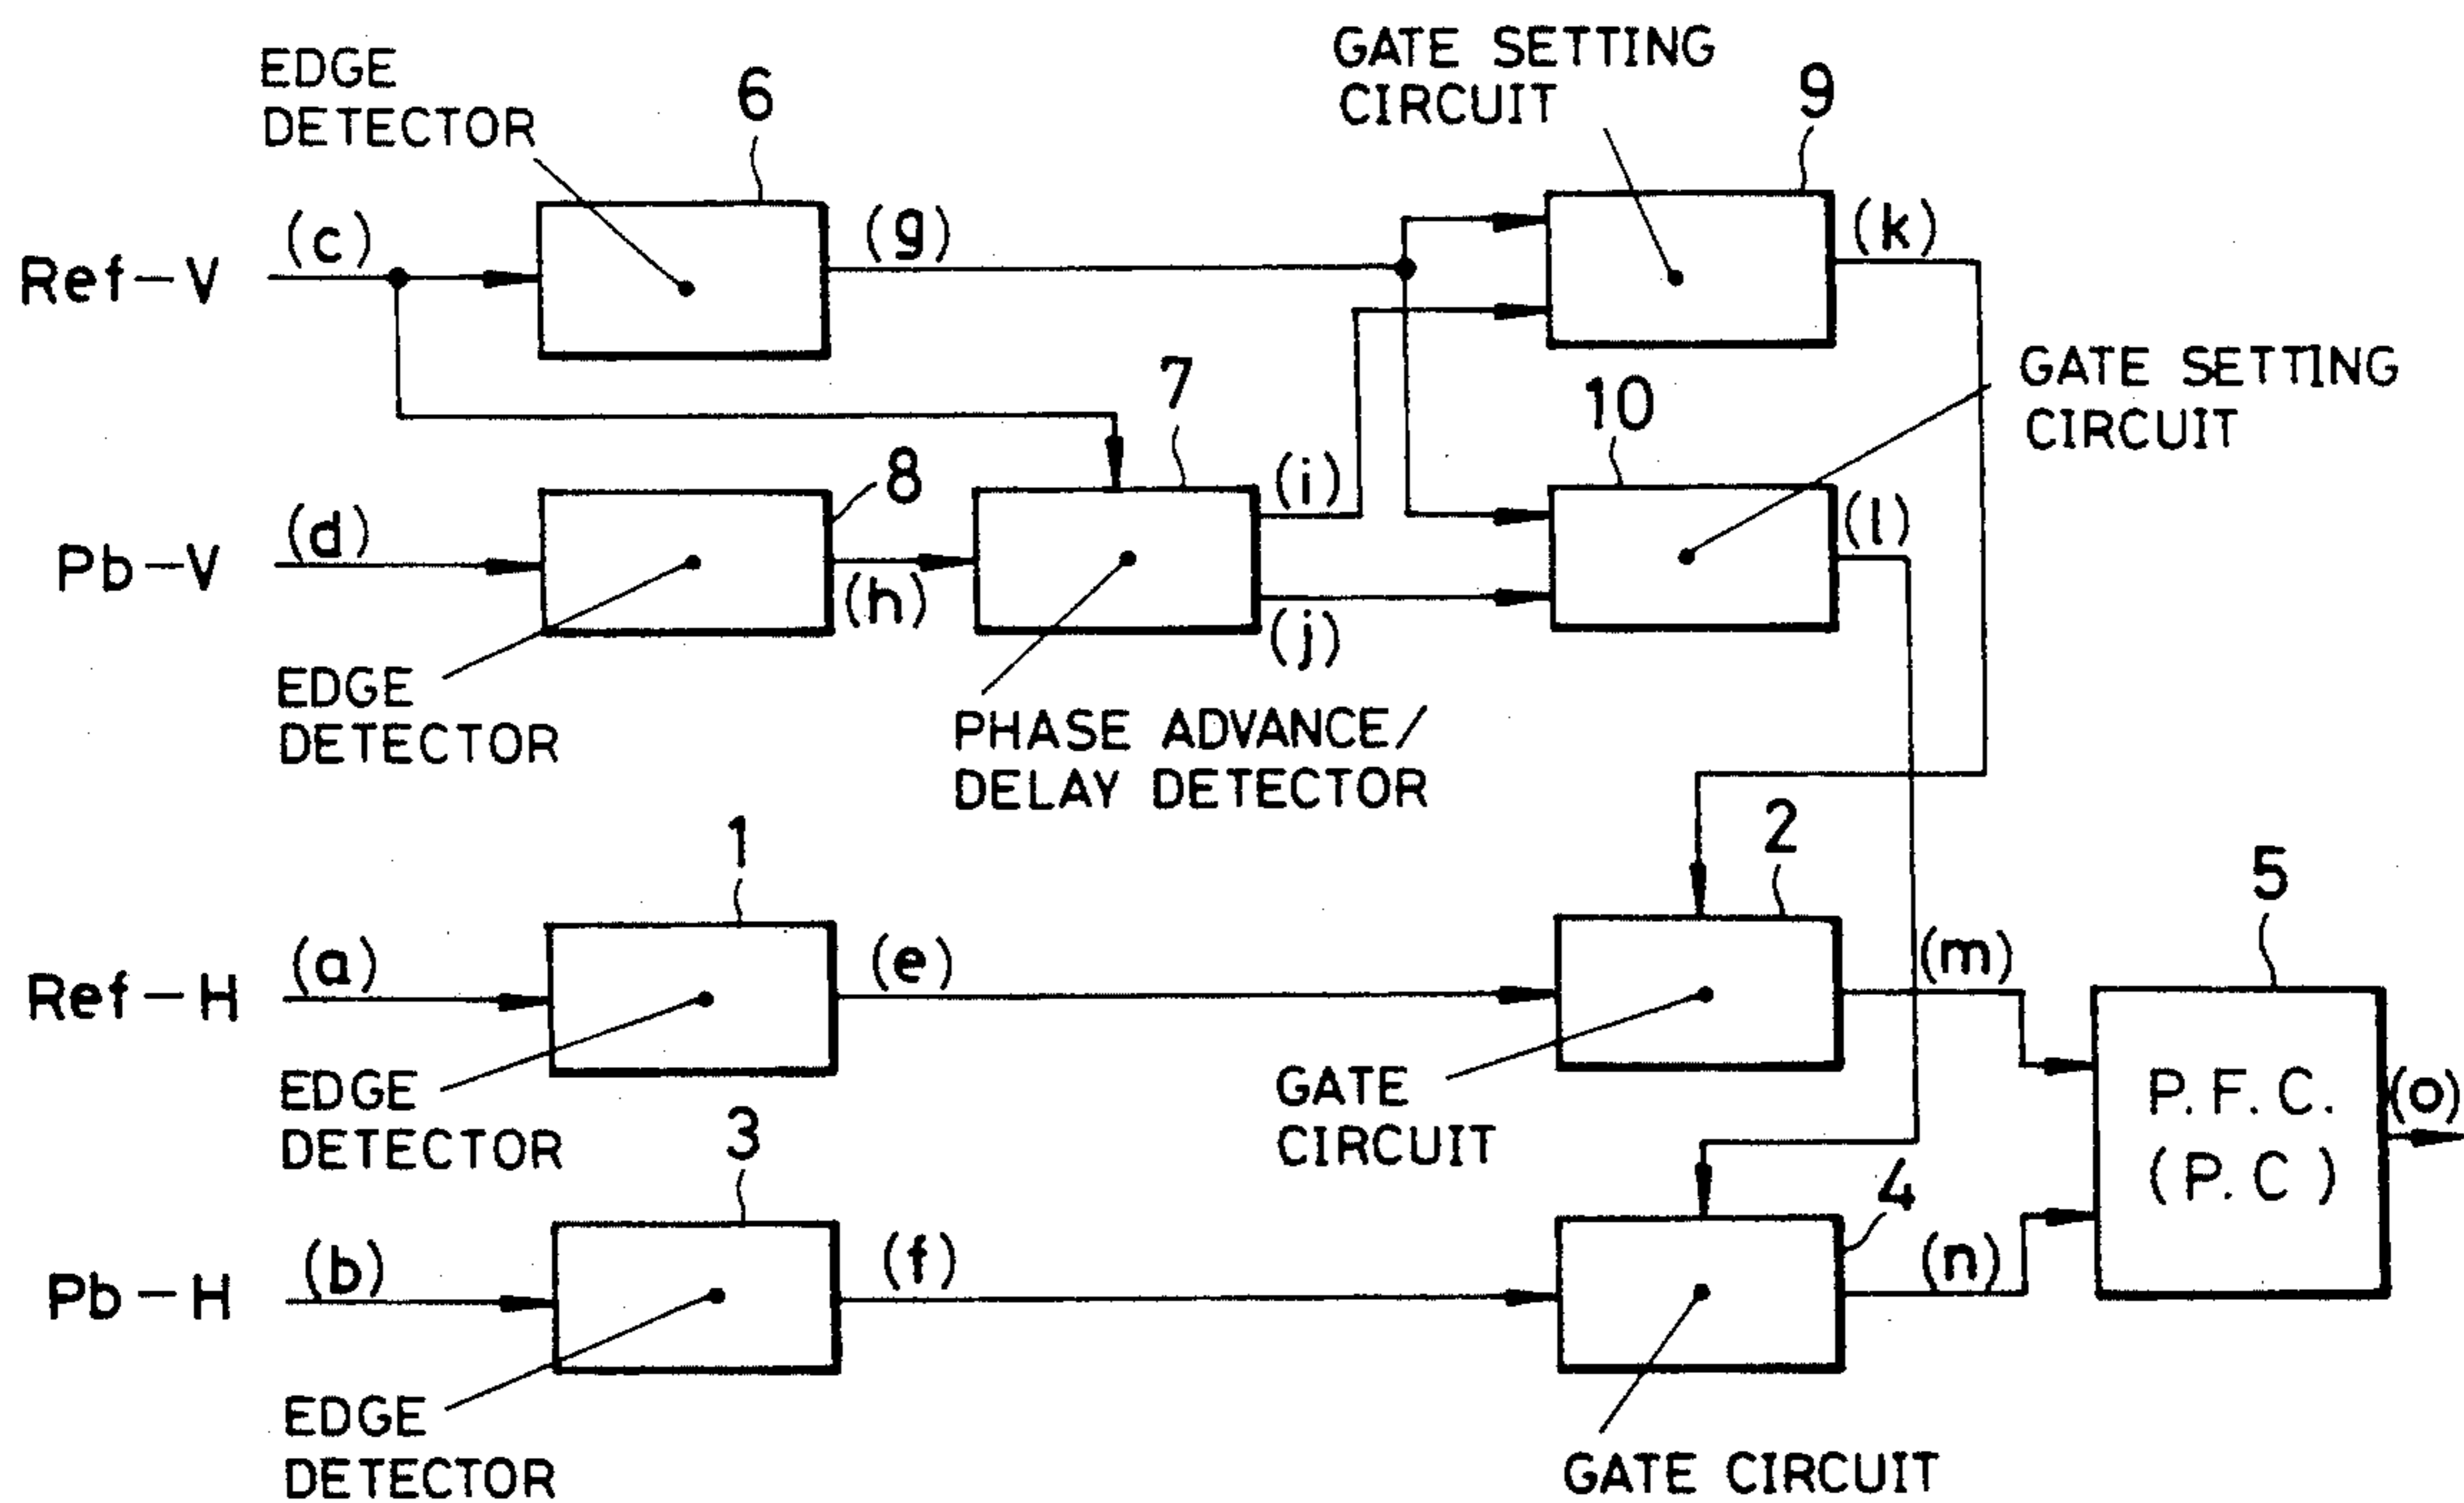 EDGE
DETECTOR
6
GATE SETTING
CIRCUIT
9
Ref-V
(c)
(g)
(k)
7
10
GATE SETTING
CIRCUIT
8
Pb-V
(d)
(h)
(i)
(j)
(l)
EDGE
DETECTOR
PHASE ADVANCE/
DELAY DETECTOR
1
2
5
Ref-H
(a)
(e)
(m)
EDGE
DETECTOR
GATE
CIRCUIT
P.F.C.
(P.C)
(o)
3
4
Pb-H
(b)
(f)
(n)
EDGE
DETECTOR
GATE CIRCUIT